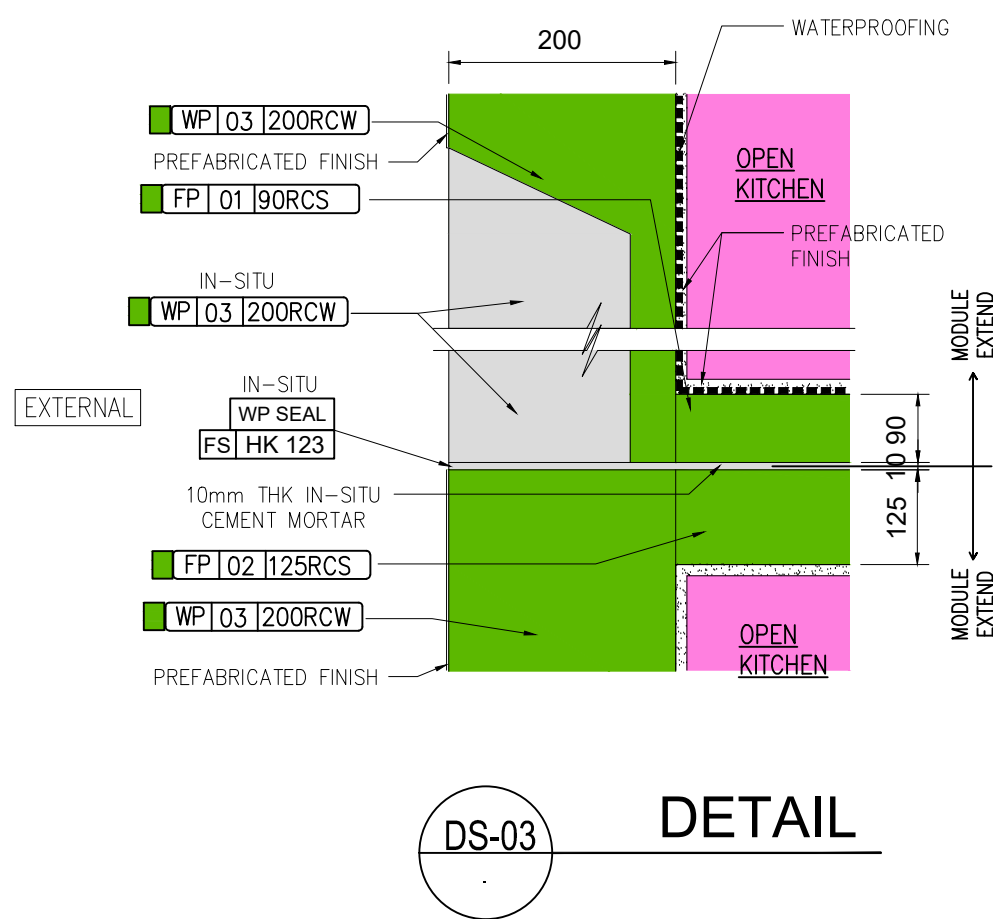 200
WATERPROOFING
WP 03 200RCW
PREFABRICATED FINISH
FP 01 90RCS
OPEN
KITCHEN
PREFABRICATED
FINISH
IN-SITU
WP 03 200RCW
MODULE
EXTEND
EXTERNAL
IN-SITU
WP SEAL
FS HK 123
90
10
125
10mm THK IN-SITU
CEMENT MORTAR
FP 02 125RCS
WP 03 200RCW
MODULE
EXTEND
OPEN
KITCHEN
PREFABRICATED FINISH
DS-03
-
DETAIL